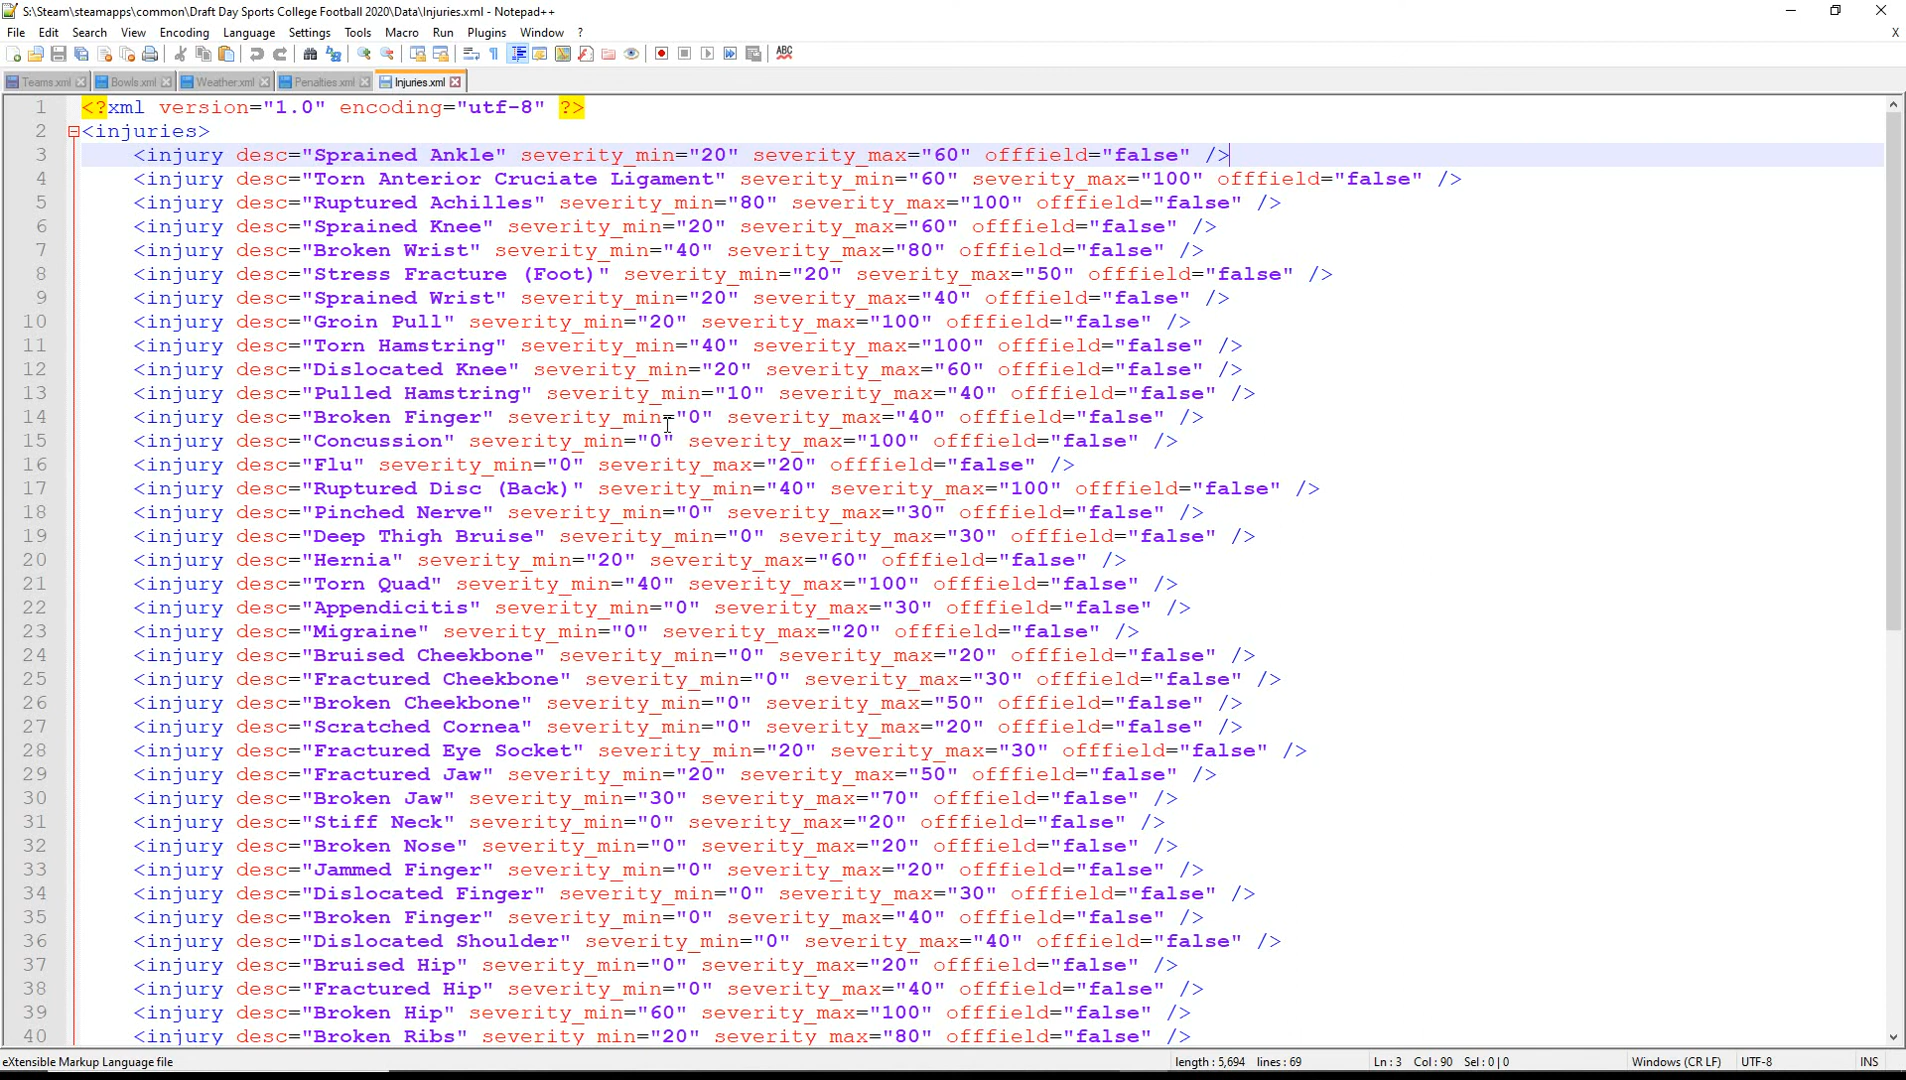 S:\Steam\steamapps\common\Draft Day Sports College Football 2020\Data\Injuries.xml - Notepad++
File Edit Search View Encoding Language Settings Tools Macro Run Plugins Window ? X
ABC
Teams.xml Bowls.xml Weather.xml Penalties.xml Injuries.xml
1 <?xml version="1.0" encoding="utf-8" ?>
2 <injuries>
3 <injury desc="Sprained Ankle" severity_min="20" severity_max="60" offfield="false" />
4 <injury desc="Torn Anterior Cruciate Ligament" severity_min="60" severity_max="100" offfield="false" />
5 <injury desc="Ruptured Achilles" severity_min="80" severity_max="100" offfield="false" />
6 <injury desc="Sprained Knee" severity_min="20" severity_max="60" offfield="false" />
7 <injury desc="Broken Wrist" severity_min="40" severity_max="80" offfield="false" />
8 <injury desc="Stress Fracture (Foot)" severity_min="20" severity_max="50" offfield="false" />
9 <injury desc="Sprained Wrist" severity_min="20" severity_max="40" offfield="false" />
10 <injury desc="Groin Pull" severity_min="20" severity_max="100" offfield="false" />
11 <injury desc="Torn Hamstring" severity_min="40" severity_max="100" offfield="false" />
12 <injury desc="Dislocated Knee" severity_min="20" severity_max="60" offfield="false" />
13 <injury desc="Pulled Hamstring" severity_min="10" severity_max="40" offfield="false" />
14 <injury desc="Broken Finger" severity_min="0" severity_max="40" offfield="false" />
15 <injury desc="Concussion" severity_min="0" severity_max="100" offfield="false" />
16 <injury desc="Flu" severity_min="0" severity_max="20" offfield="false" />
17 <injury desc="Ruptured Disc (Back)" severity_min="40" severity_max="100" offfield="false" />
18 <injury desc="Pinched Nerve" severity_min="0" severity_max="30" offfield="false" />
19 <injury desc="Deep Thigh Bruise" severity_min="0" severity_max="30" offfield="false" />
20 <injury desc="Hernia" severity_min="20" severity_max="60" offfield="false" />
21 <injury desc="Torn Quad" severity_min="40" severity_max="100" offfield="false" />
22 <injury desc="Appendicitis" severity_min="0" severity_max="30" offfield="false" />
23 <injury desc="Migraine" severity_min="0" severity_max="20" offfield="false" />
24 <injury desc="Bruised Cheekbone" severity_min="0" severity_max="20" offfield="false" />
25 <injury desc="Fractured Cheekbone" severity_min="0" severity_max="30" offfield="false" />
26 <injury desc="Broken Cheekbone" severity_min="0" severity_max="50" offfield="false" />
27 <injury desc="Scratched Cornea" severity_min="0" severity_max="20" offfield="false" />
28 <injury desc="Fractured Eye Socket" severity_min="20" severity_max="30" offfield="false" />
29 <injury desc="Fractured Jaw" severity_min="20" severity_max="50" offfield="false" />
30 <injury desc="Broken Jaw" severity_min="30" severity_max="70" offfield="false" />
31 <injury desc="Stiff Neck" severity_min="0" severity_max="20" offfield="false" />
32 <injury desc="Broken Nose" severity_min="0" severity_max="20" offfield="false" />
33 <injury desc="Jammed Finger" severity_min="0" severity_max="20" offfield="false" />
34 <injury desc="Dislocated Finger" severity_min="0" severity_max="30" offfield="false" />
35 <injury desc="Broken Finger" severity_min="0" severity_max="40" offfield="false" />
36 <injury desc="Dislocated Shoulder" severity_min="0" severity_max="40" offfield="false" />
37 <injury desc="Bruised Hip" severity_min="0" severity_max="20" offfield="false" />
38 <injury desc="Fractured Hip" severity_min="0" severity_max="40" offfield="false" />
39 <injury desc="Broken Hip" severity_min="60" severity_max="100" offfield="false" />
40 <injury desc="Broken Ribs" severity_min="20" severity_max="80" offfield="false" />
eXtensible Markup Language file length : 5,694 lines : 69 Ln : 3 Col : 90 Sel : 0 | 0 Windows (CR LF) UTF-8 INS